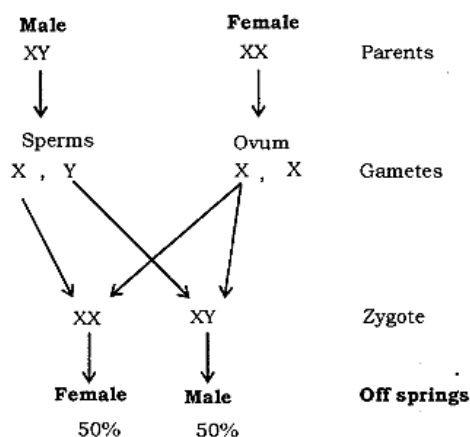 Male Female
XY XX Parents
Sperms Ovum
X , Y X , X Gametes
XX XY Zygote
Female Male Off springs
50% 50%